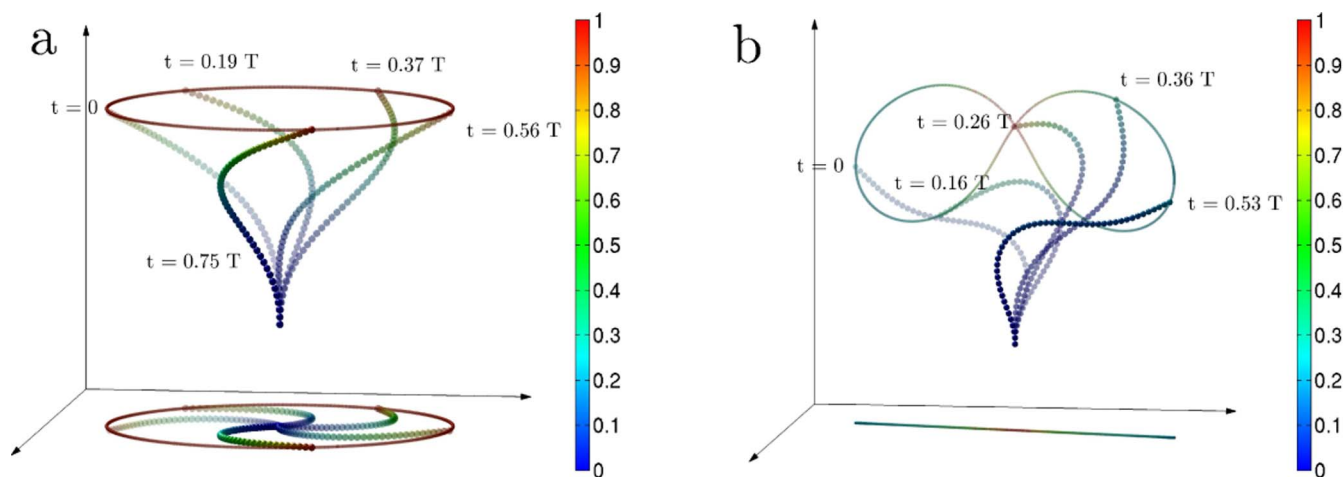 a
t = 0.19 T
t = 0.37 T
t = 0
t = 0.56 T
t = 0.75 T
1
0.9
0.8
0.7
0.6
0.5
0.4
0.3
0.2
0.1
0
b
t = 0.36 T
t = 0.26 T
t = 0
t = 0.16 T
t = 0.53 T
1
0.9
0.8
0.7
0.6
0.5
0.4
0.3
0.2
0.1
0